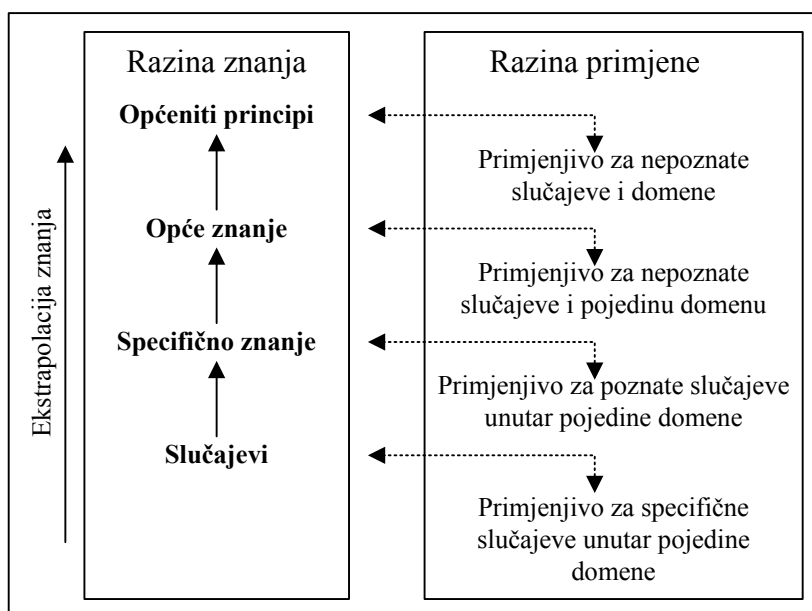 Ekstrapolacija znanja
Razina znanja
Općeniti principi
Opće znanje
Specifično znanje
Slučajevi
Razina primjene
Primjenjivo za nepoznate
slučajeve i domene
Primjenjivo za nepoznate
slučajeve i pojedinu domenu
Primjenjivo za poznate slučajeve
unutar pojedine domene
Primjenjivo za specifične
slučajeve unutar pojedine
domene